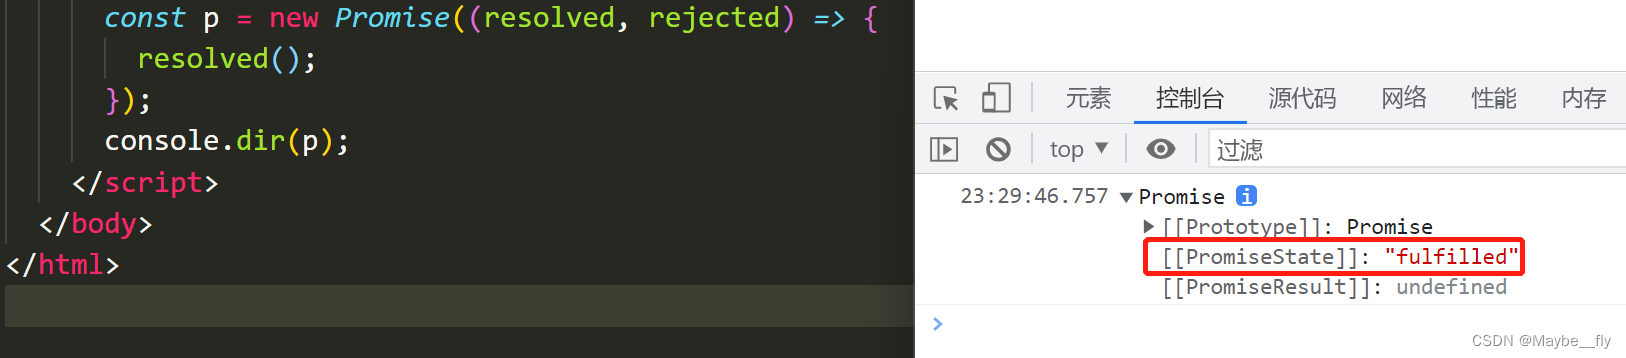 const p = new Promise((resolved, rejected) => {
resolved();
});
console.dir(p);
</script>
</body>
</html>
元素 控制台 源代码 网络 性能 内存
top ▼ 过滤
23:29:46.757 ▼Promise i
▶[[Prototype]]: Promise
[[PromiseState]]: "fulfilled"
[[PromiseResult]]: undefined
>
CSDN @Maybe__fly